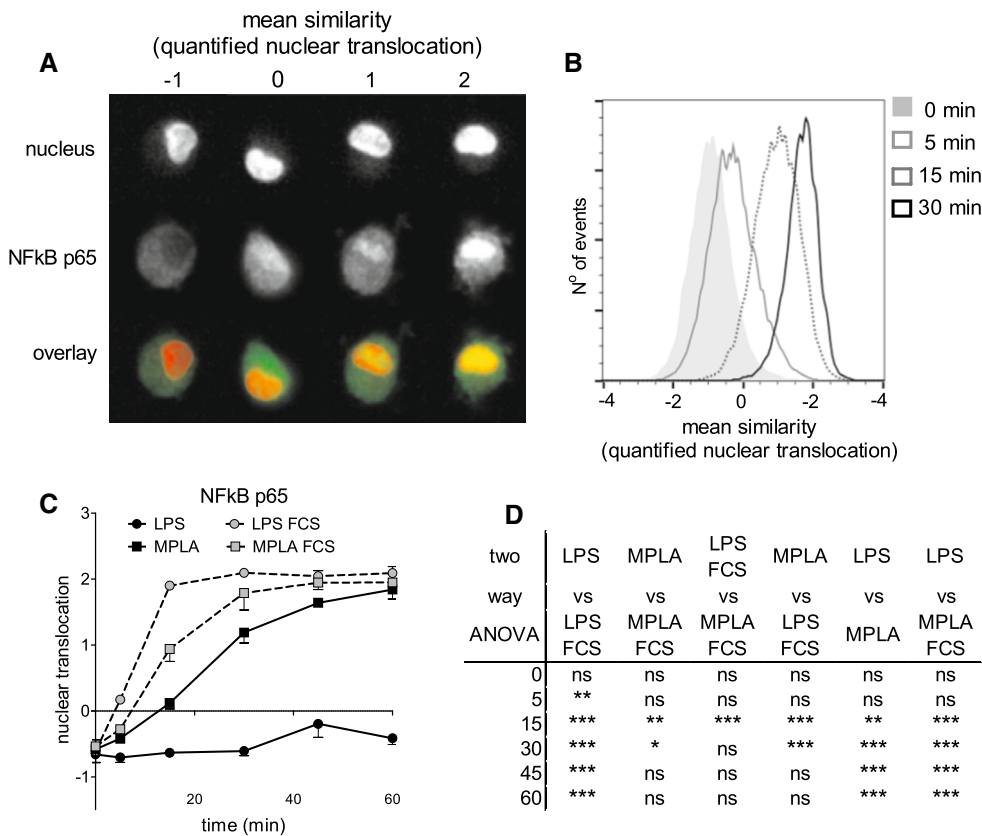 mean similarity
(quantified nuclear translocation)
A
-1 0 1 2
nucleus
NFkB p65
overlay
B
0 min
5 min
15 min
30 min
Nº of events
-4 -2 0 -2 -4
mean similarity
(quantified nuclear translocation)
C
NFkB p65
LPS LPS FCS
MPLA MPLA FCS
nuclear translocation
3
2
1
0
-1
20 40 60
time (min)
D
two LPS MPLA LPS FCS MPLA LPS LPS
way vs vs vs vs vs vs
ANOVA LPS FCS MPLA FCS MPLA FCS LPS FCS MPLA MPLA FCS
0 ns ns ns ns ns ns
5 ** ns ns ns ns ns
15 *** ** *** *** ** ***
30 *** * ns *** *** ***
45 *** ns ns ns *** ***
60 *** ns ns ns *** ***